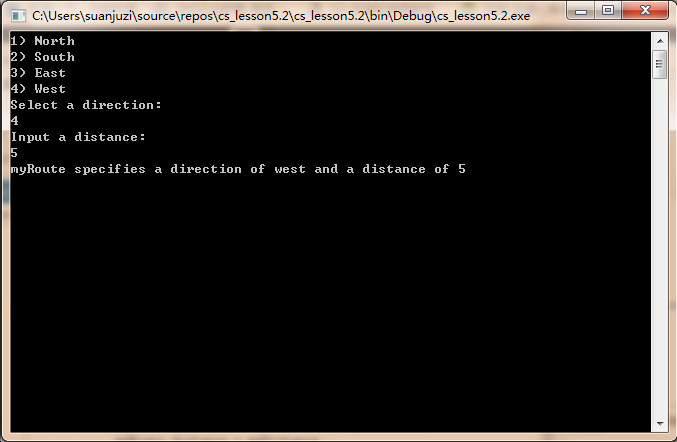 C:\Users\suanjuzi\source\repos\cs_lesson5.2\cs_lesson5.2\bin\Debug\cs_lesson5.2.exe
1) North
2) South
3) East
4) West
Select a direction:
4
Input a distance:
5
myRoute specifies a direction of west and a distance of 5